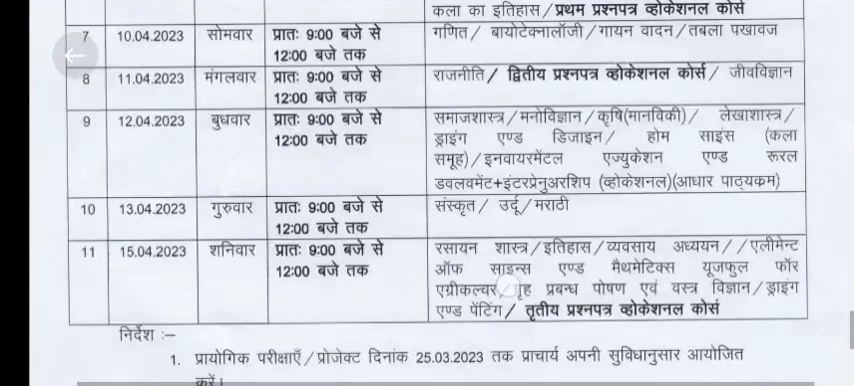 कला का इतिहास/प्रथम प्रश्नपत्र व्होकेशनल कोर्स
7 10.04.2023 सोमवार प्रातः 9:00 बजे से गणित/ बायोटेक्नालॉजी/गायन वादन/तबला पखावज
12:00 बजे तक
8 11.04.2023 मंगलवार प्रातः 9:00 बजे से राजनीति/ द्वितीय प्रश्नपत्र व्होकेशनल कोर्स/ जीवविज्ञान
12:00 बजे तक
9 12.04.2023 बुधवार प्रातः 9:00 बजे से समाजशास्त्र/मनोविज्ञान/कृषि(मानविकी)/ लेखाशास्त्र/
12:00 बजे तक ड्राइंग एण्ड डिजाइन/ होम साइंस (कला
समूह)/इनवायरमेंटल एज्युकेशन एण्ड रूरल
डवलवमेंट+इंटरप्रेनुअरशिप (व्होकेशनल)(आधार पाठ्यकम)
10 13.04.2023 गुरुवार प्रातः 9:00 बजे से संस्कृत/ उर्दू/मराठी
12:00 बजे तक
11 15.04.2023 शनिवार प्रातः 9:00 बजे से रसायन शास्त्र/इतिहास/व्यवसाय अध्ययन//एलीमेन्ट
12:00 बजे तक ऑफ साइन्स एण्ड मैथमेटिक्स यूजफुल फॉर
एग्रीकल्चर/गृह प्रबन्ध पोषण एवं वस्त्र विज्ञान/ड्राइंग
एण्ड पेंटिंग/ तृतीय प्रश्नपत्र व्होकेशनल कोर्स
निर्देश :—
1. प्रायोगिक परीक्षाएँ/प्रोजेक्ट दिनांक 25.03.2023 तक प्राचार्य अपनी सुविधानुसार आयोजित
करें।